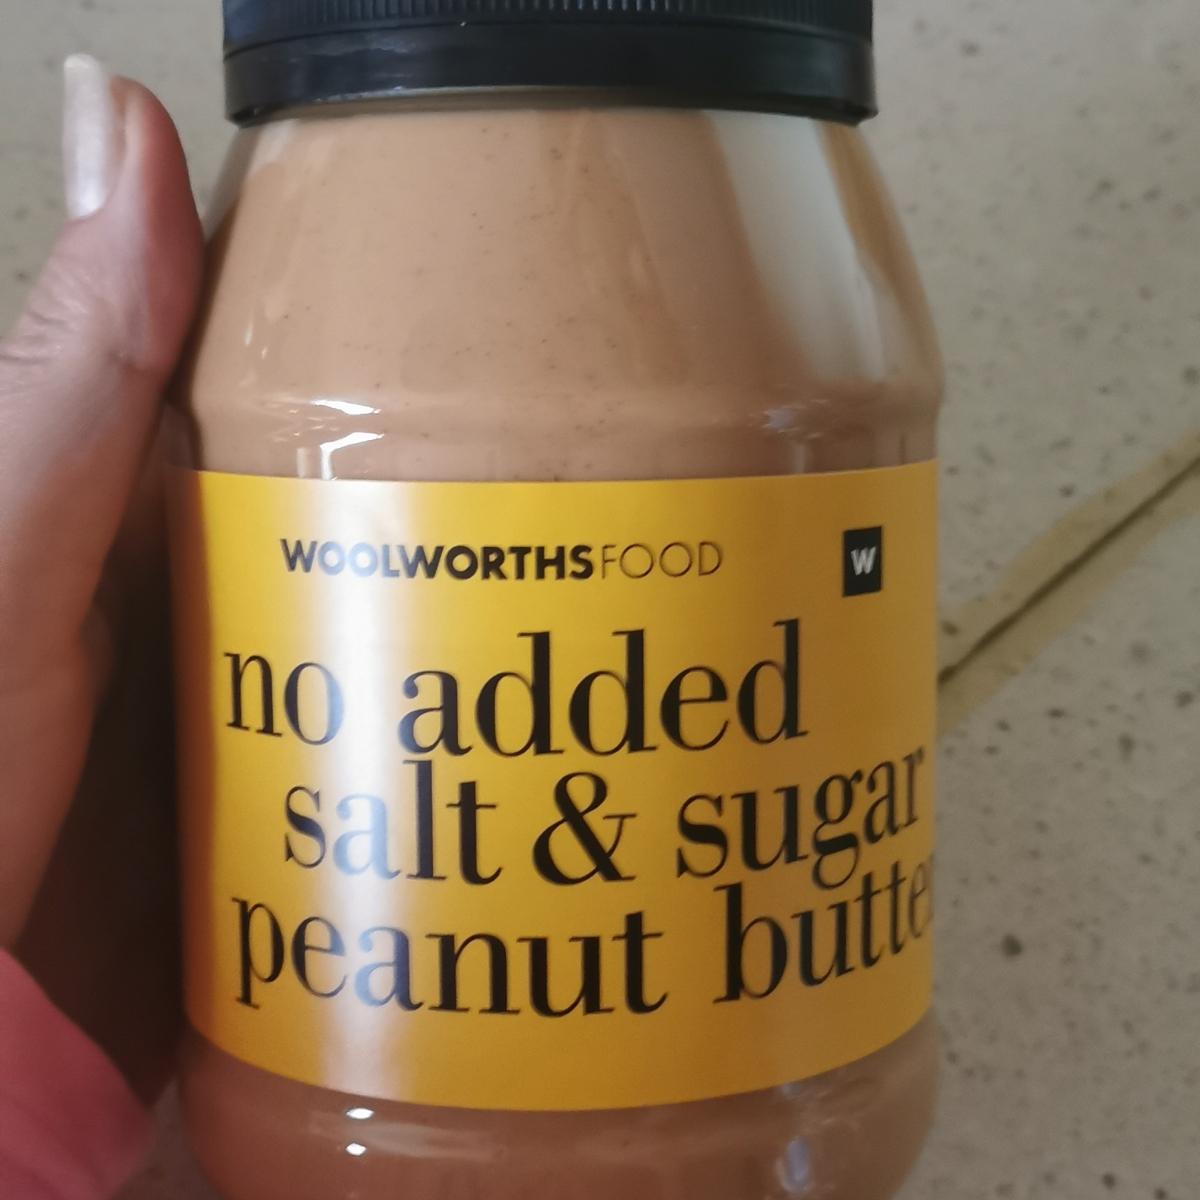 WOOLWORTHSFOOD
W
no added
salt & sugar
peanut butter